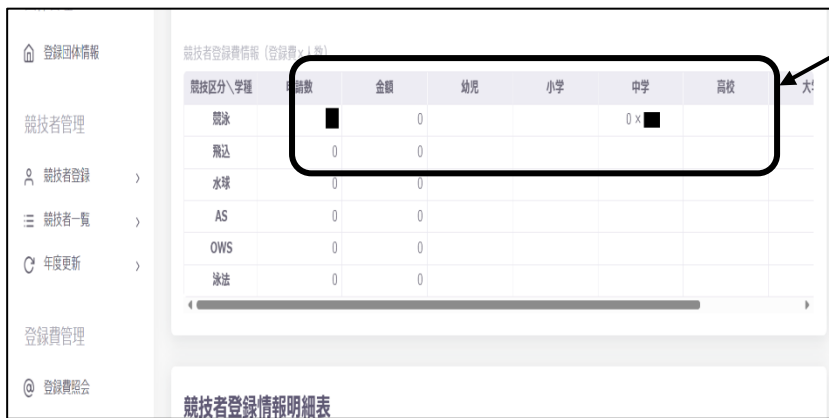 登録団体情報
競技者管理
競技者登録
競技者一覧
年度更新
登録費管理
登録費照会
競技者登録費情報（登録費×人数）
競技区分＼学種 申請数 金額 幼児 小学 中学 高校
競泳 0 0 ×
飛込 0 0
水球 0 0
AS 0 0
OWS 0 0
泳法 0 0
競技者登録情報明細表